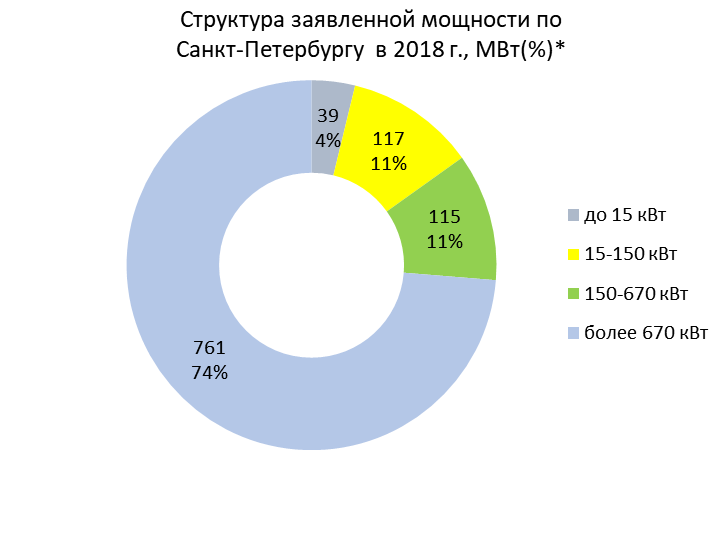 Структура заявленной мощности по
Санкт-Петербургу  в 2018 г., МВт(%)*
39
4%
117
11%
115
11%
761
74%
до 15 кВт
15-150 кВт
150-670 кВт
более 670 кВт